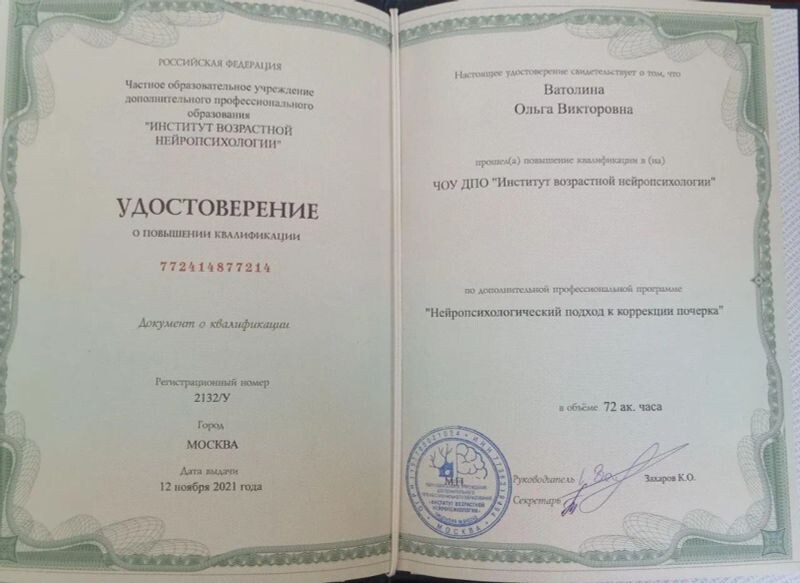 РОССИЙСКАЯ ФЕДЕРАЦИЯ
Частное образовательное учреждение
дополнительного профессионального
образования
"ИНСТИТУТ ВОЗРАСТНОЙ
НЕЙРОПСИХОЛОГИИ"
УДОСТОВЕРЕНИЕ
О ПОВЫШЕНИИ КВАЛИФИКАЦИИ
772414877214
Документ о квалификации
Регистрационный номер
2132/У
Город
МОСКВА
Дата выдачи
12 ноября 2021 года
Настоящее удостоверение свидетельствует о том, что
Ватолина
Ольга Викторовна
прошел(а) повышение квалификации в (на)
ЧОУ ДПО "Институт возрастной нейропсихологии"
по дополнительной профессиональной программе
"Нейропсихологический подход к коррекции почерка"
в объёме 72 ак. часа
М.П.
Руководитель
Захаров К.О.
Секретарь
"ИНСТИТУТ ВОЗРАСТНОЙ
НЕЙРОПСИХОЛОГИИ"
МОСКВА